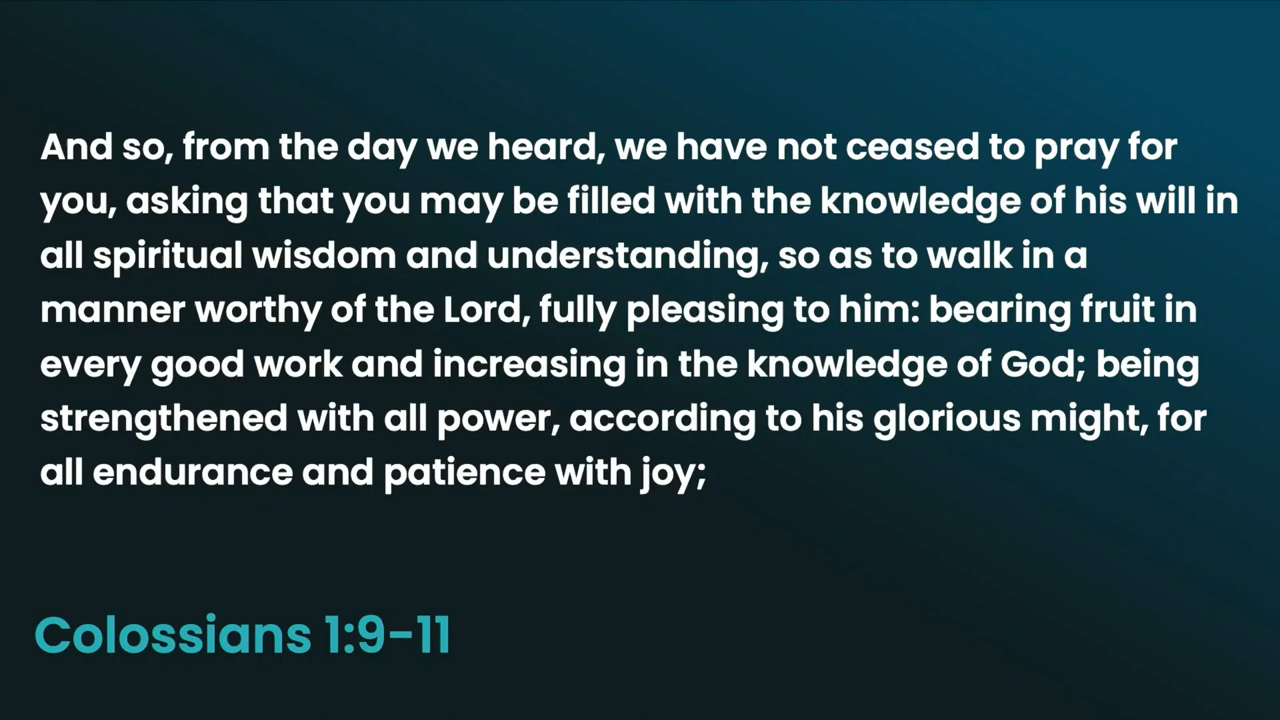 And so, from the day we heard, we have not ceased to pray for
you, asking that you may be filled with the knowledge of his will in
all spiritual wisdom and understanding, so as to walk in a
manner worthy of the Lord, fully pleasing to him: bearing fruit in
every good work and increasing in the knowledge of God; being
strengthened with all power, according to his glorious might, for
all endurance and patience with joy;
Colossians 1:9-11